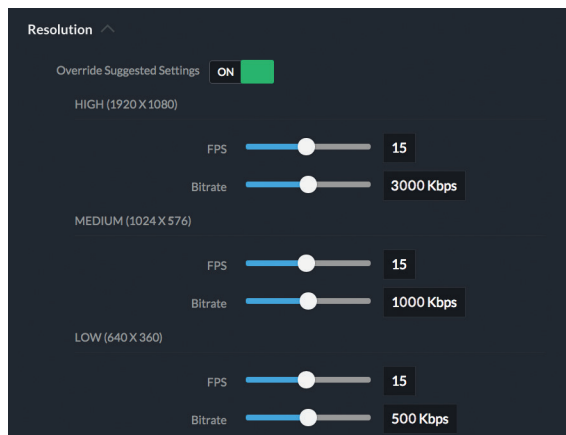 Resolution
Override Suggested Settings ON
HIGH (1920 X 1080)
FPS 15
Bitrate 3000 Kbps
MEDIUM (1024 X 576)
FPS 15
Bitrate 1000 Kbps
LOW (640 X 360)
FPS 15
Bitrate 500 Kbps